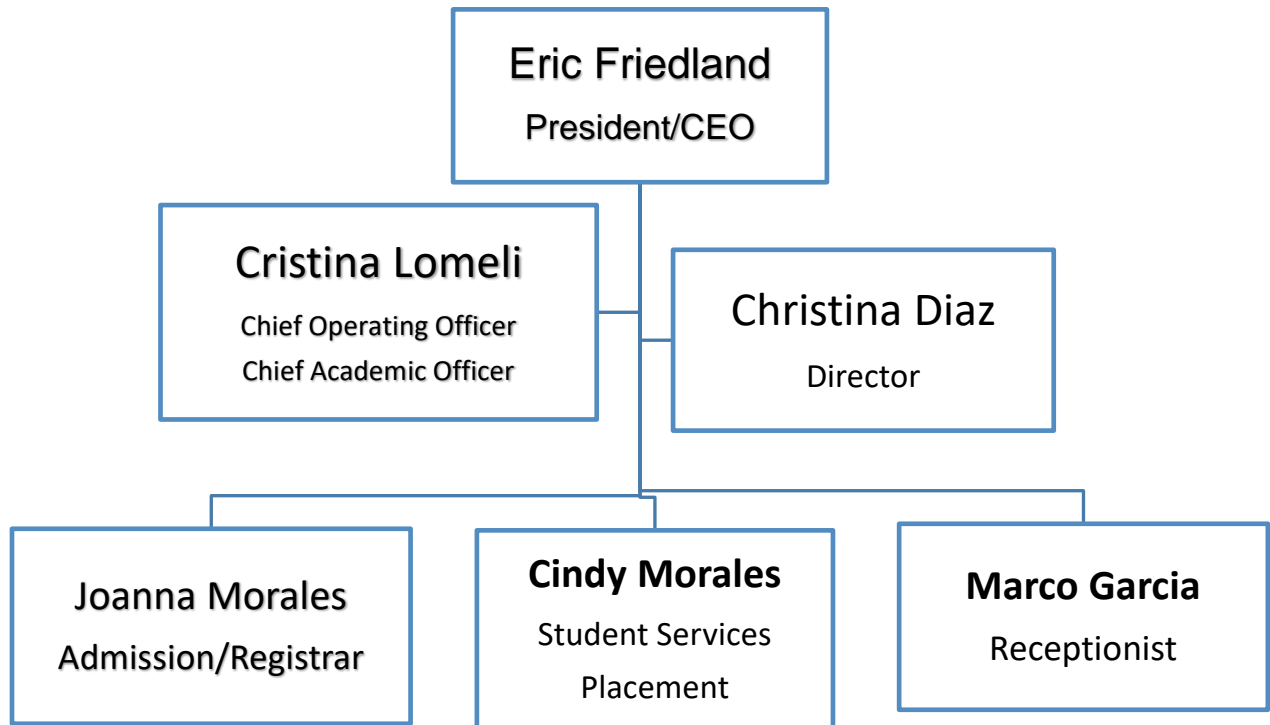 Eric Friedland
President/CEO
Cristina Lomeli
Chief Operating Officer
Chief Academic Officer
Christina Diaz
Director
Joanna Morales
Admission/Registrar
Cindy Morales
Student Services
Placement
Marco Garcia
Receptionist